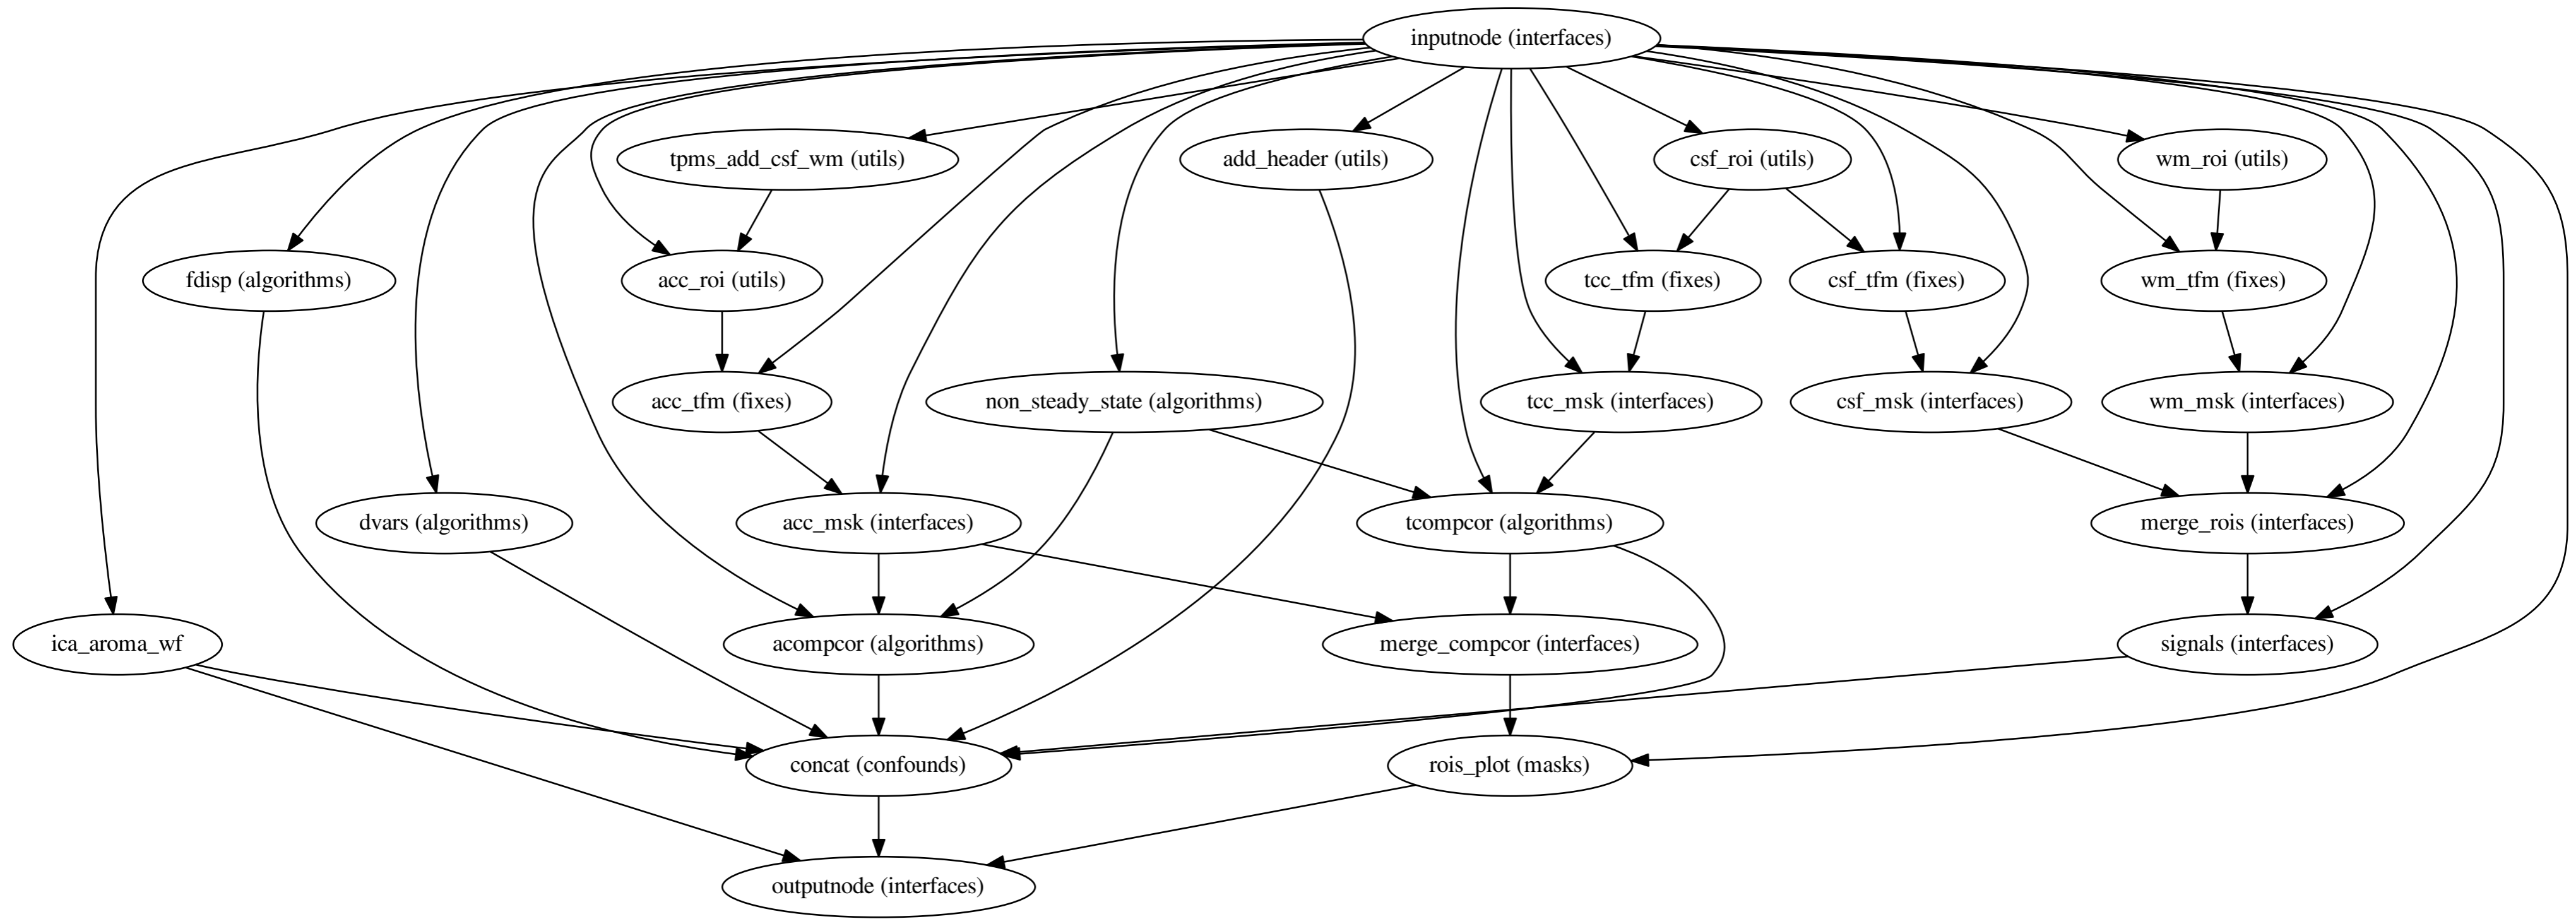 inputnode (interfaces)
tpms_add_csf_wm (utils)
add_header (utils)
csf_roi (utils)
wm_roi (utils)
fdisp (algorithms)
acc_roi (utils)
tcc_tfm (fixes)
csf_tfm (fixes)
wm_tfm (fixes)
acc_tfm (fixes)
non_steady_state (algorithms)
tcc_msk (interfaces)
csf_msk (interfaces)
wm_msk (interfaces)
dvars (algorithms)
acc_msk (interfaces)
tcompcor (algorithms)
merge_rois (interfaces)
ica_aroma_wf
acompcor (algorithms)
merge_compcor (interfaces)
signals (interfaces)
concat (confounds)
rois_plot (masks)
outputnode (interfaces)